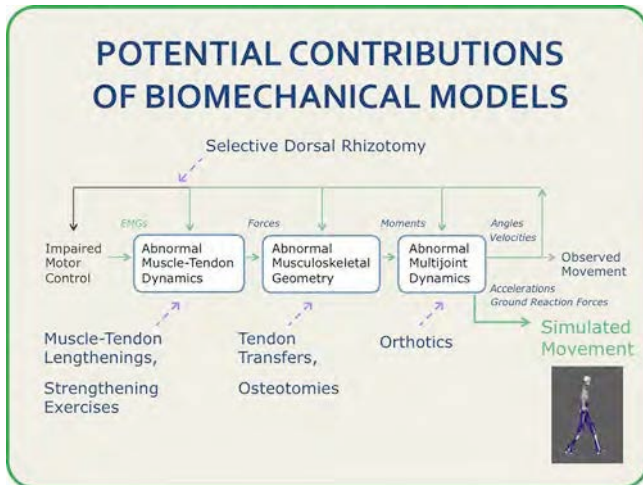 POTENTIAL CONTRIBUTIONS
OF BIOMECHANICAL MODELS
Selective Dorsal Rhizotomy
EMGs
Forces
Moments
Angles
Velocities
Impaired
Motor
Control
Abnormal
Muscle-Tendon
Dynamics
Abnormal
Musculoskeletal
Geometry
Abnormal
Multijoint
Dynamics
Observed
Movement
Accelerations
Ground Reaction Forces
Muscle-Tendon
Lengthenings,
Strengthening
Exercises
Tendon
Transfers,
Osteotomies
Orthotics
Simulated
Movement